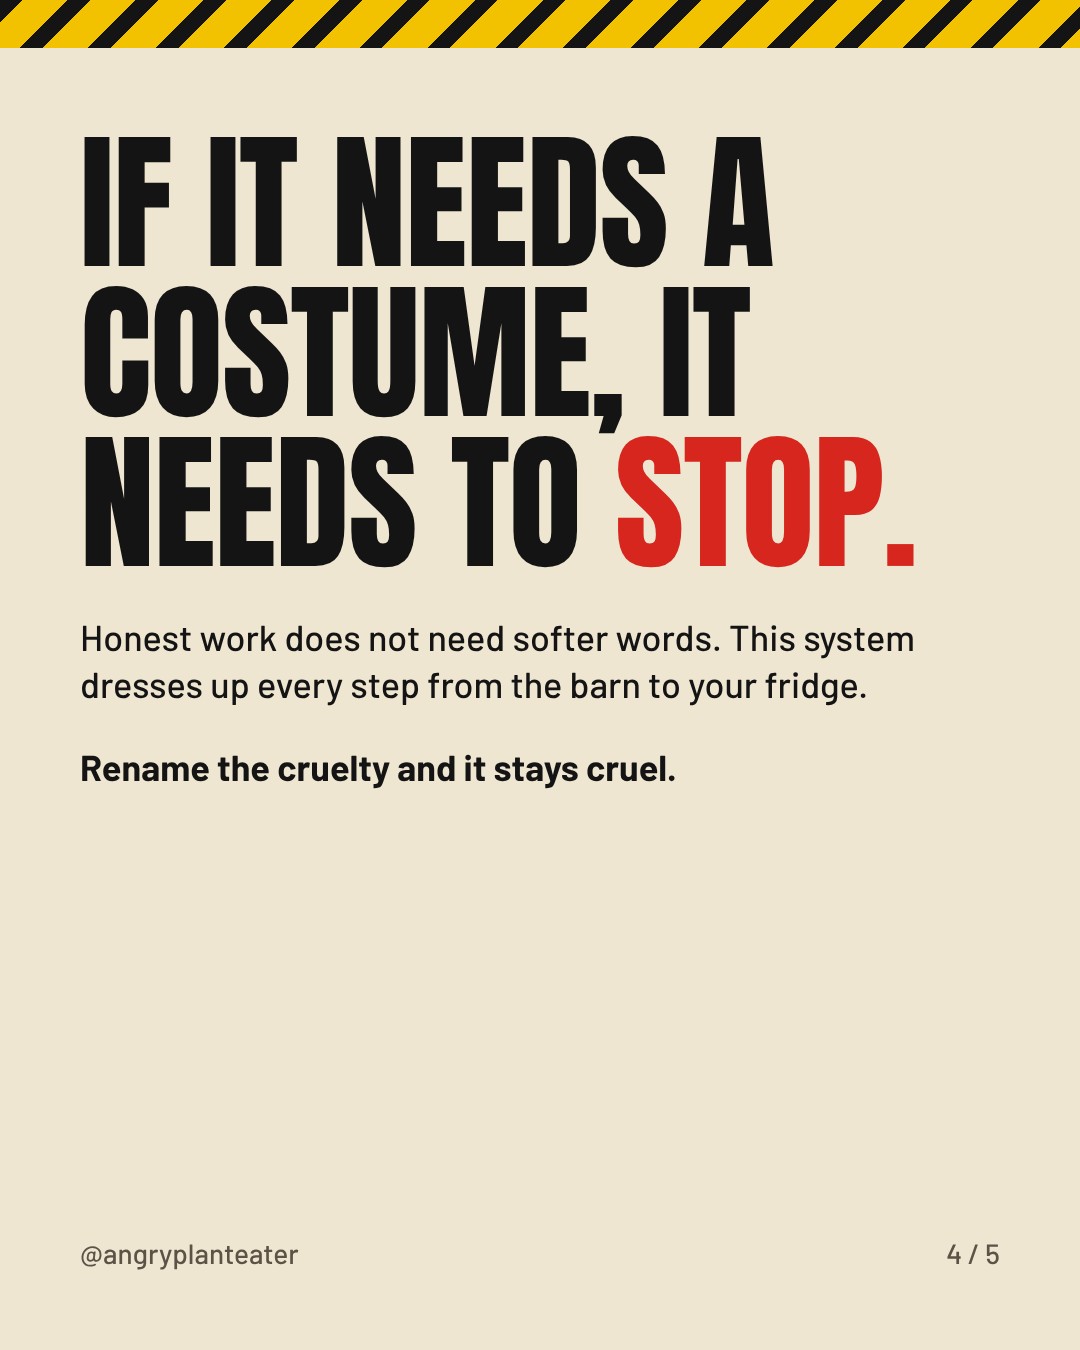 IF IT NEEDS A
COSTUME, IT
NEEDS TO STOP.
Honest work does not need softer words. This system
dresses up every step from the barn to your fridge.
Rename the cruelty and it stays cruel.
@angryplanteater
4 / 5